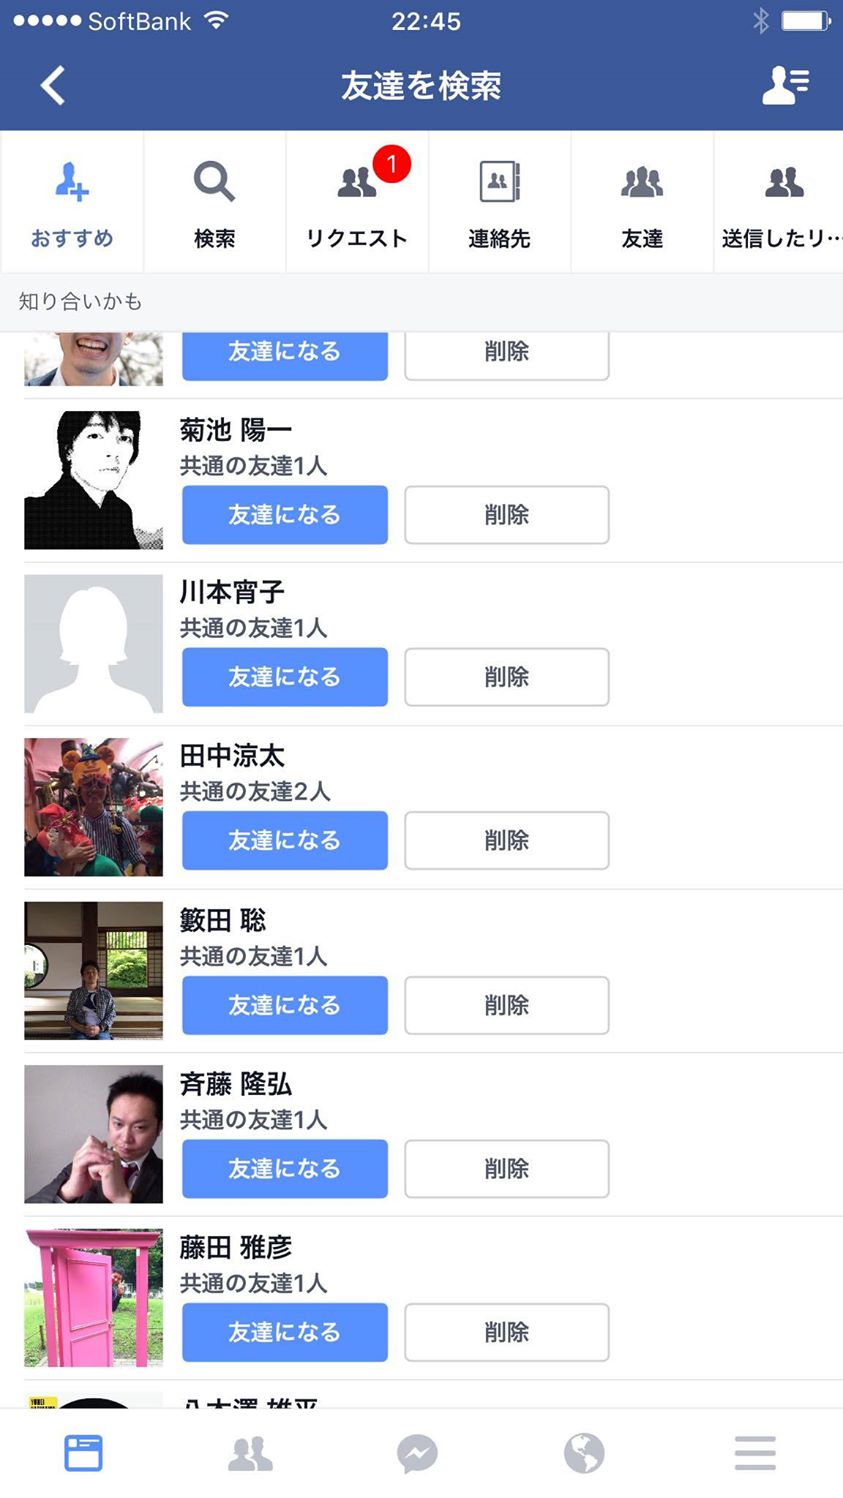 SoftBank 22:45
友達を検索
おすすめ
検索
1
リクエスト
連絡先
友達
送信したリ…
知り合いかも
友達になる 削除
菊池 陽一
共通の友達1人
友達になる 削除
川本宵子
共通の友達1人
友達になる 削除
田中涼太
共通の友達2人
友達になる 削除
籔田 聡
共通の友達1人
友達になる 削除
斉藤 隆弘
共通の友達1人
友達になる 削除
藤田 雅彦
共通の友達1人
友達になる 削除